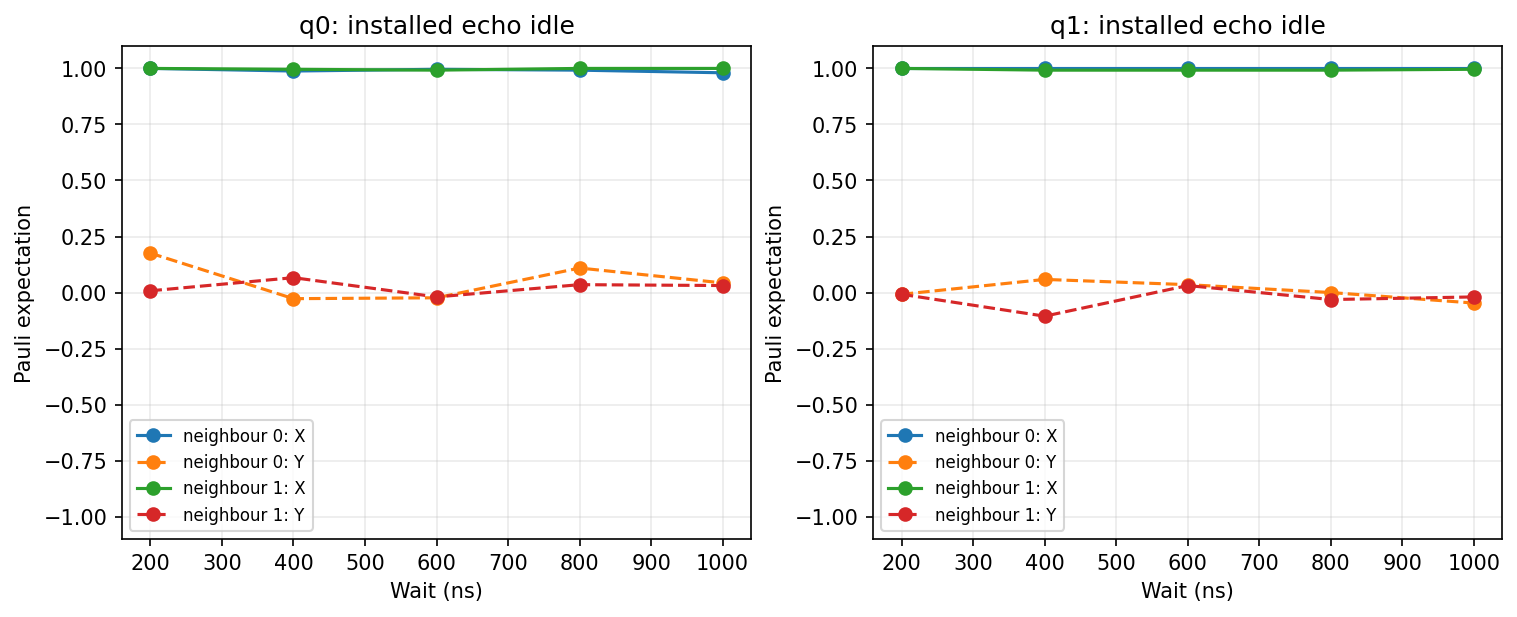 q0: installed echo idle
Pauli expectation
1.00
0.75
0.50
0.25
0.00
−0.25
−0.50
−0.75
−1.00
neighbour 0: X
neighbour 0: Y
neighbour 1: X
neighbour 1: Y
200 300 400 500 600 700 800 900 1000
Wait (ns)
q1: installed echo idle
Pauli expectation
1.00
0.75
0.50
0.25
0.00
−0.25
−0.50
−0.75
−1.00
neighbour 0: X
neighbour 0: Y
neighbour 1: X
neighbour 1: Y
200 300 400 500 600 700 800 900 1000
Wait (ns)